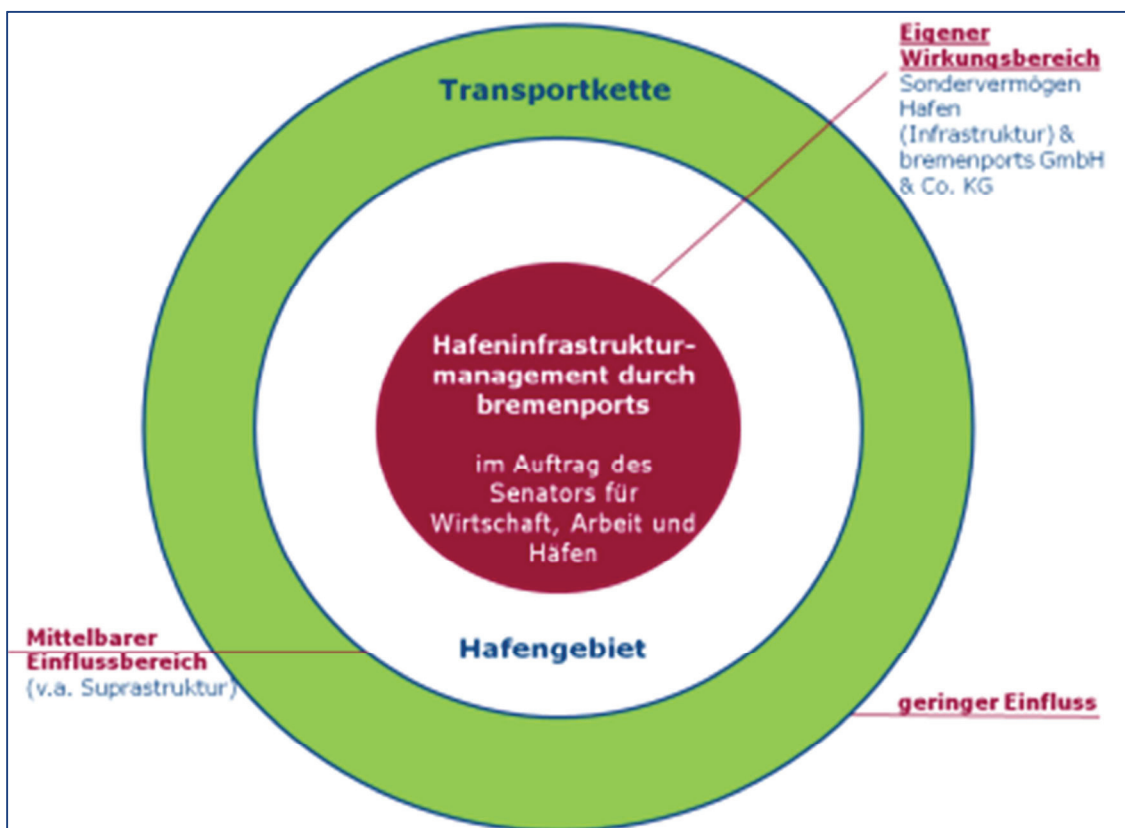 Transportkette
Eigener
Wirkungsbereich
Sondervermögen
Hafen
(Infrastruktur) &
bremenports GmbH
& Co. KG
Hafeninfrastruktur-
management durch
bremenports
im Auftrag des
Senators für
Wirtschaft, Arbeit und
Häfen
Hafengebiet
Mittelbarer
Einflussbereich
(v.a. Suprastruktur)
geringer Einfluss